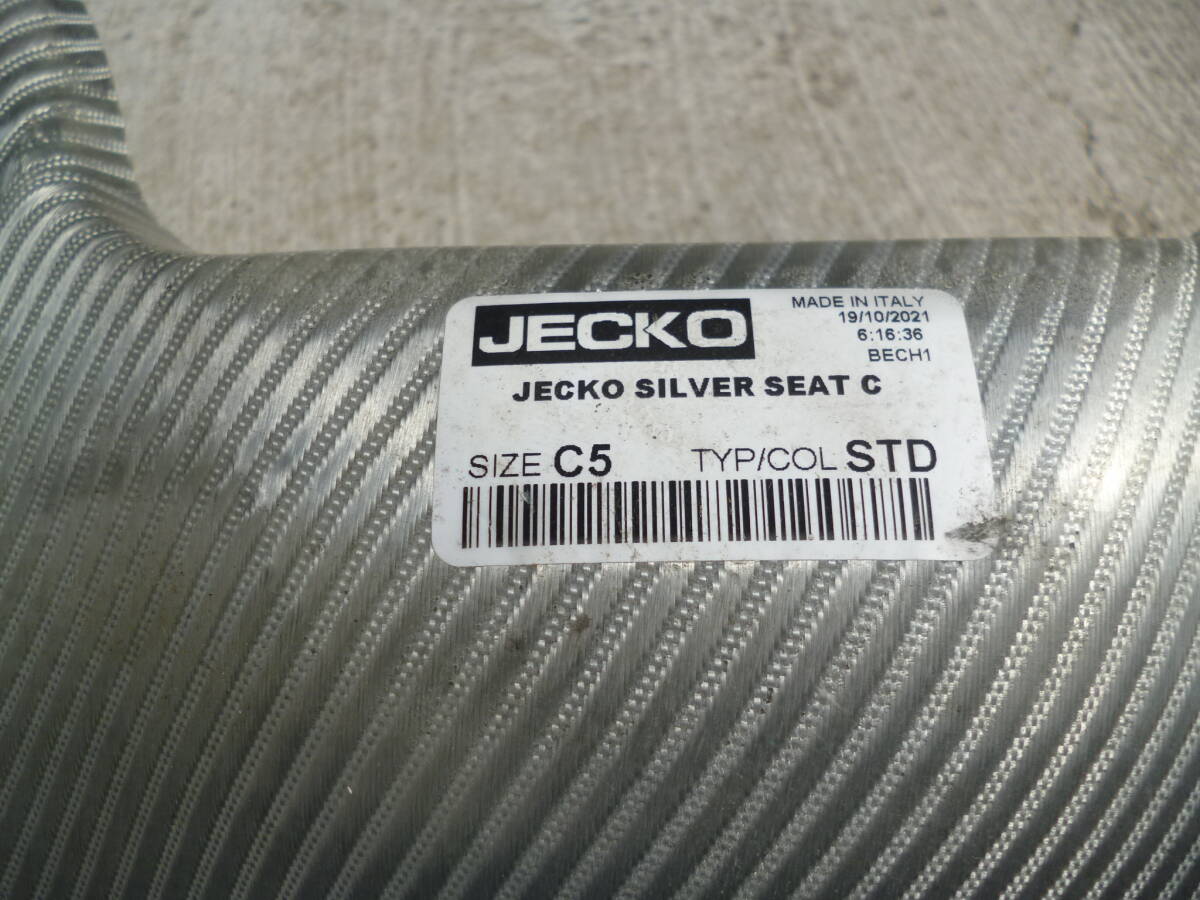 JECKO
MADE IN ITALY
19/10/2021
6:16:36
BECH1
JECKO SILVER SEAT C
SIZE C5 TYP/COL STD